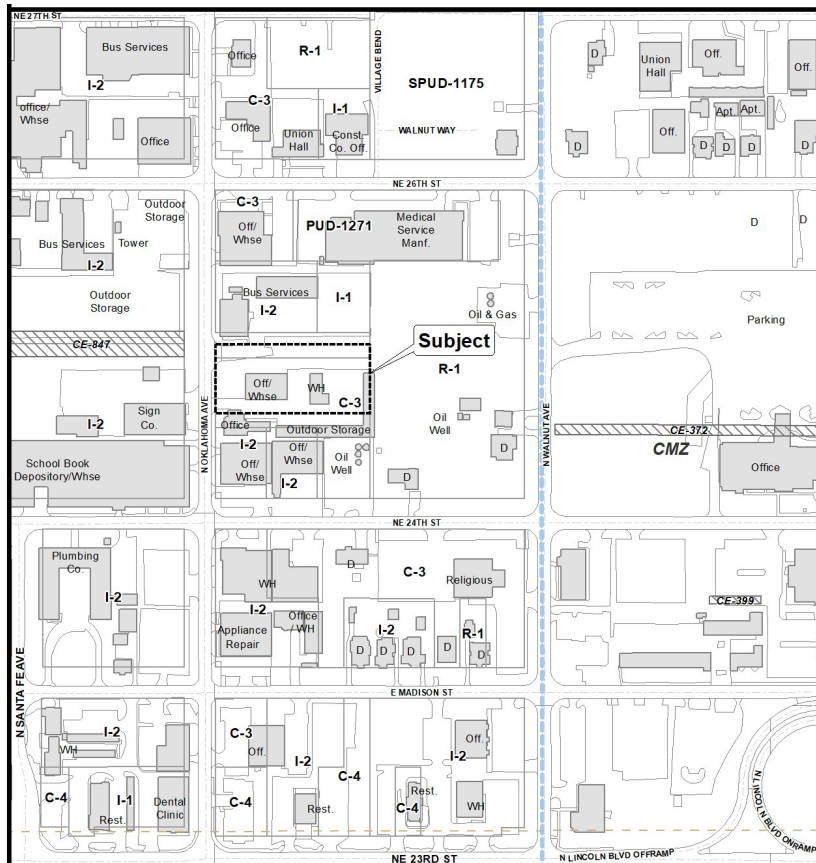 NE 27TH ST
Bus Services
I-2
office/
Whse
Office
Office
R-1
C-3
Office
I-1
Union
Hall
Const.
Co. Off.
VILLAGE BEND
SPUD-1175
WALNUT WAY
D
Union
Hall
Off.
Off.
Apt.
Apt.
Off.
D
D
D
D
D
NE 26TH ST
Outdoor
Storage
Bus Services
Tower
I-2
Outdoor
Storage
CE-847
C-3
Off/
Whse
PUD-1271
Medical
Service
Manf.
Bus Services
I-2
I-1
Oil & Gas
Subject
R-1
D
D
Parking
Off/
Whse
WH
C-3
I-2
Sign
Co.
N OKLAHOMA AVE
Office
I-2
Outdoor Storage
Oil
Well
D
Off/
Whse
Off/
Whse
I-2
Oil
Well
D
N WALNUT AVE
CE-372
CMZ
Office
School Book
Depository/Whse
NE 24TH ST
Plumbing
Co.
I-2
WH
D
C-3
Religious
I-2
Appliance
Repair
Office
/ WH
I-2
R-1
D
D
D
D
D
CE-399
N SANTA FE AVE
E MADISON ST
I-2
WH
C-4
Rest.
I-1
Dental
Clinic
C-3
Off.
I-2
C-4
C-4
Rest.
Rest.
C-4
Off.
I-2
WH
N LINCOLN BLVD ONRAMP
NE 23RD ST
N LINCOLN BLVD OFFRAMP